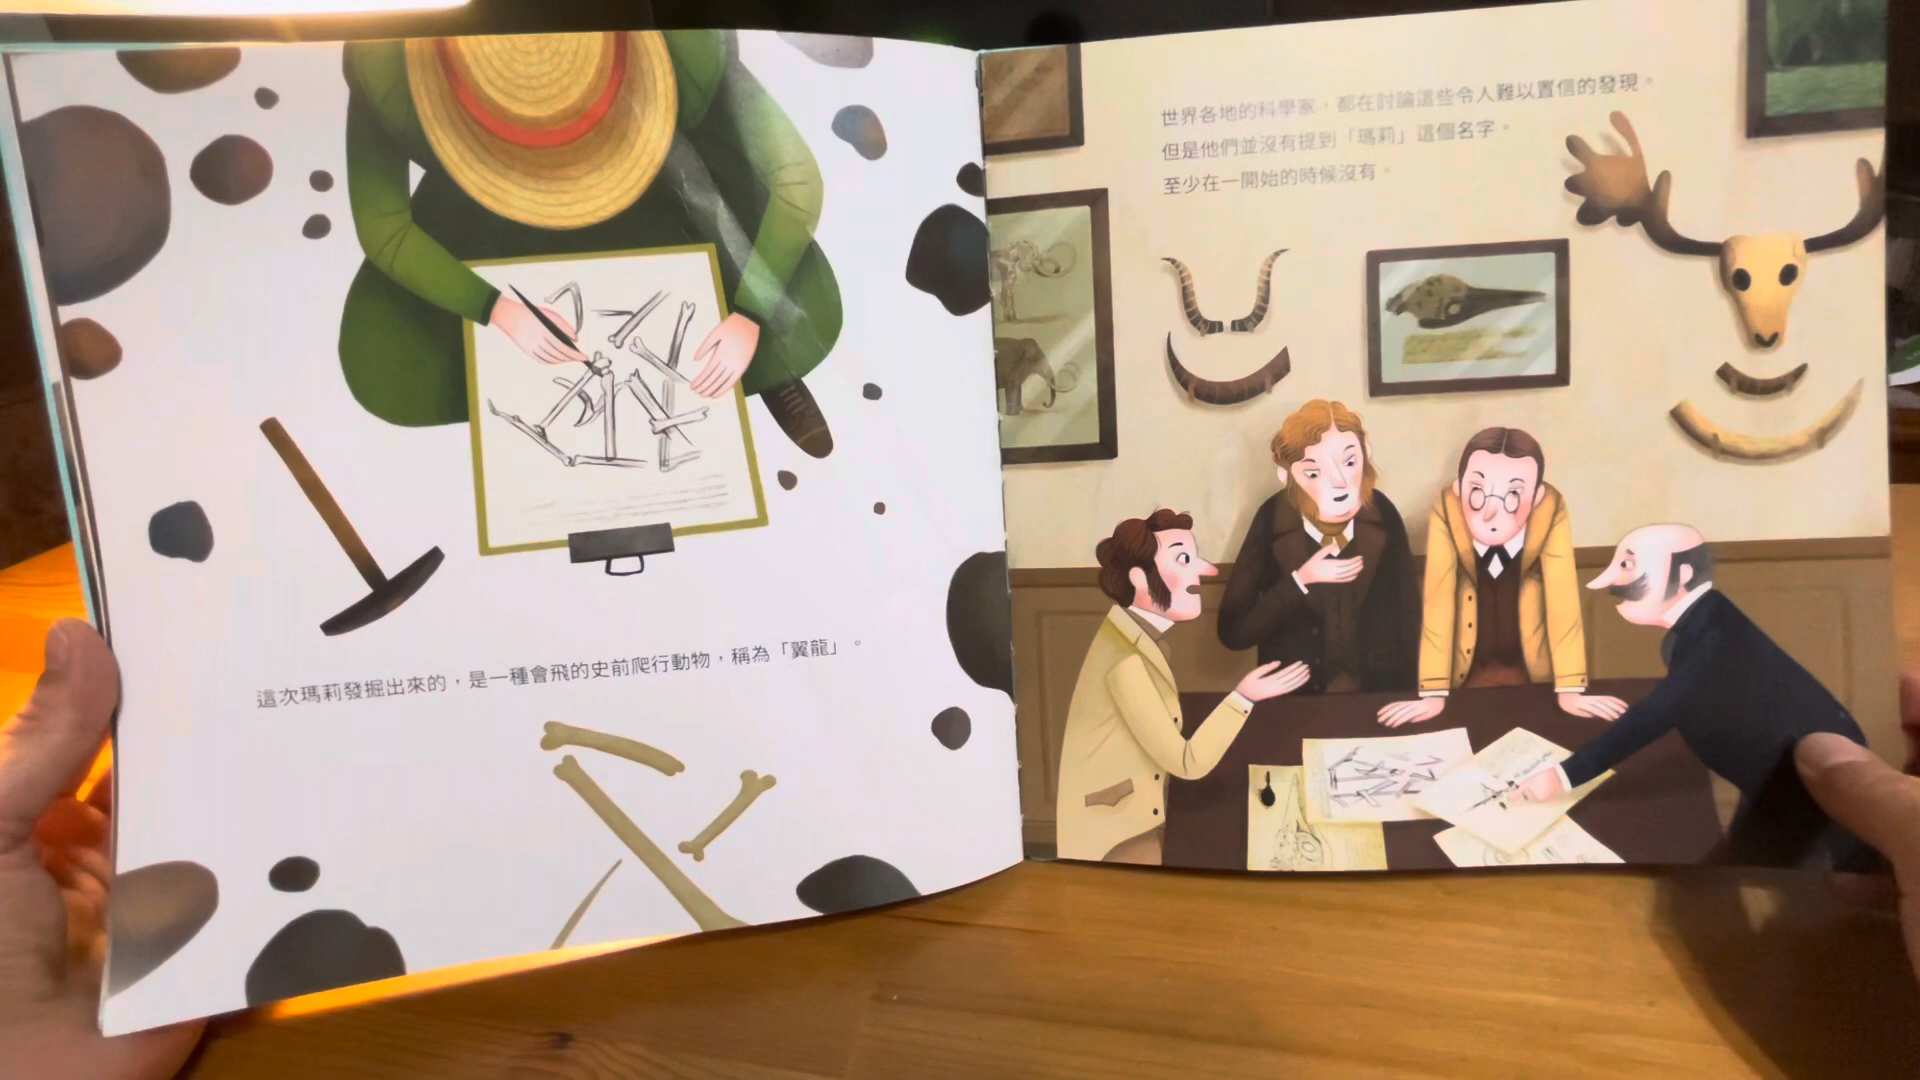 這次瑪莉發掘出來的，是一種會飛的史前爬行動物，稱為「翼龍」。
世界各地的科學家，都在討論這些令人難以置信的發現。
但是他們並沒有提到「瑪莉」這個名字。
至少在一開始的時候沒有。